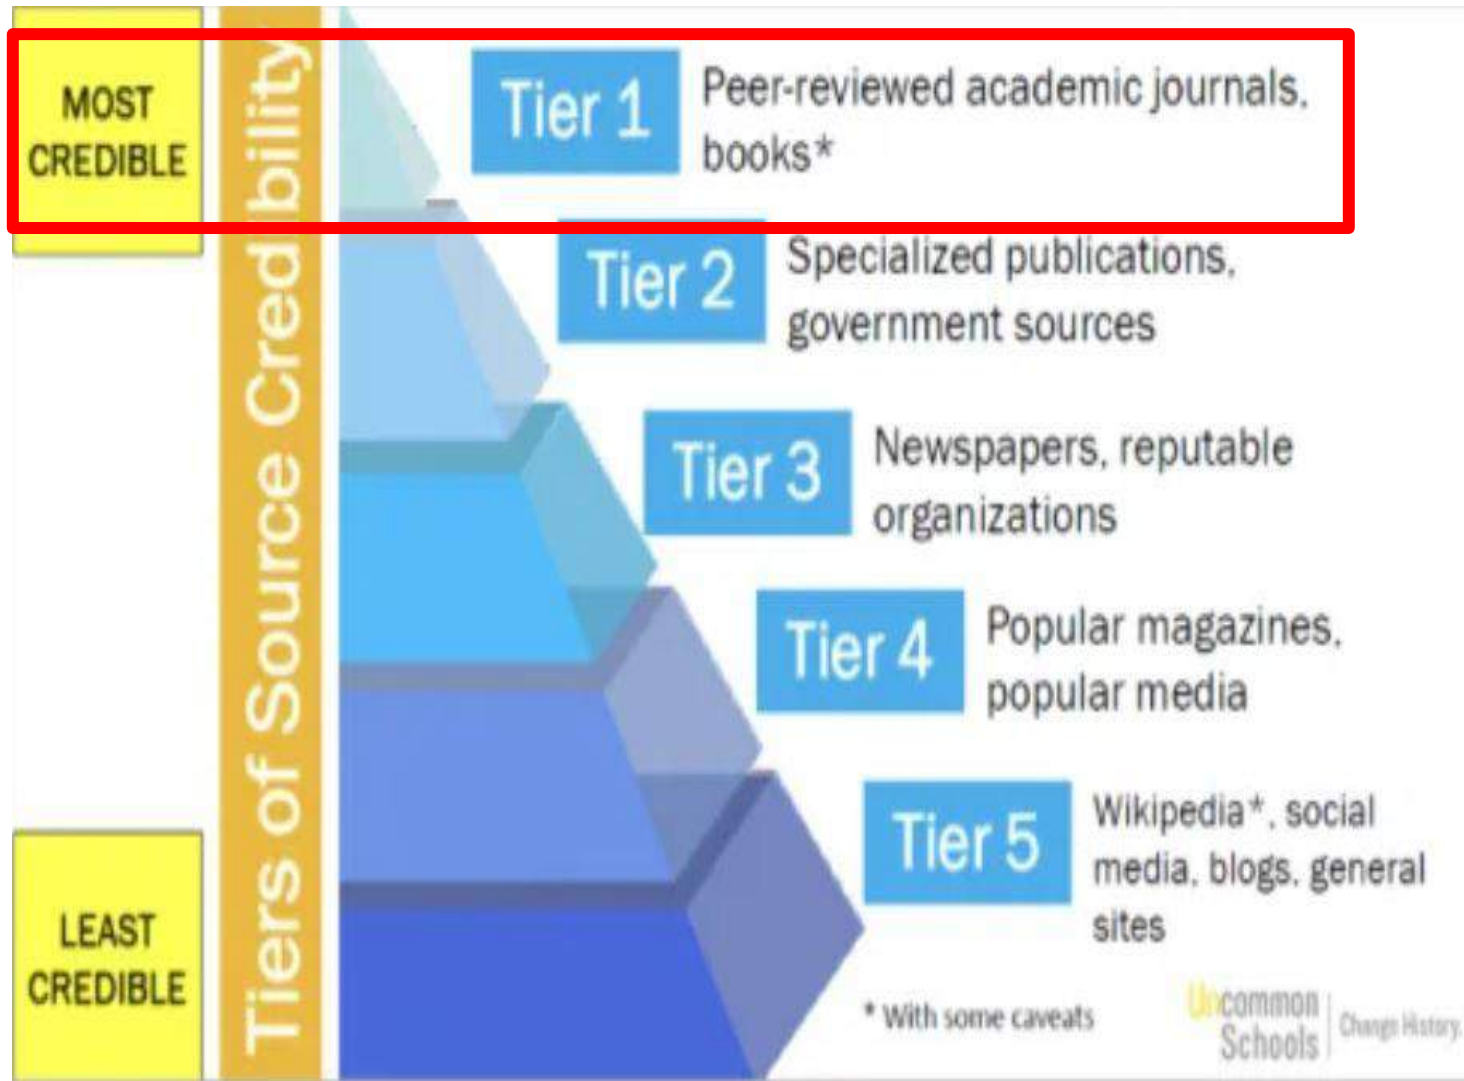 MOST
CREDIBLE
Tiers of Source Credibility
Tier 1
Peer-reviewed academic journals,
books*
Tier 2
Specialized publications,
government sources
Tier 3
Newspapers, reputable
organizations
Tier 4
Popular magazines,
popular media
Tier 5
Wikipedia*, social
media, blogs, general
sites
LEAST
CREDIBLE
* With some caveats
Uncommon
Schools
Change History.